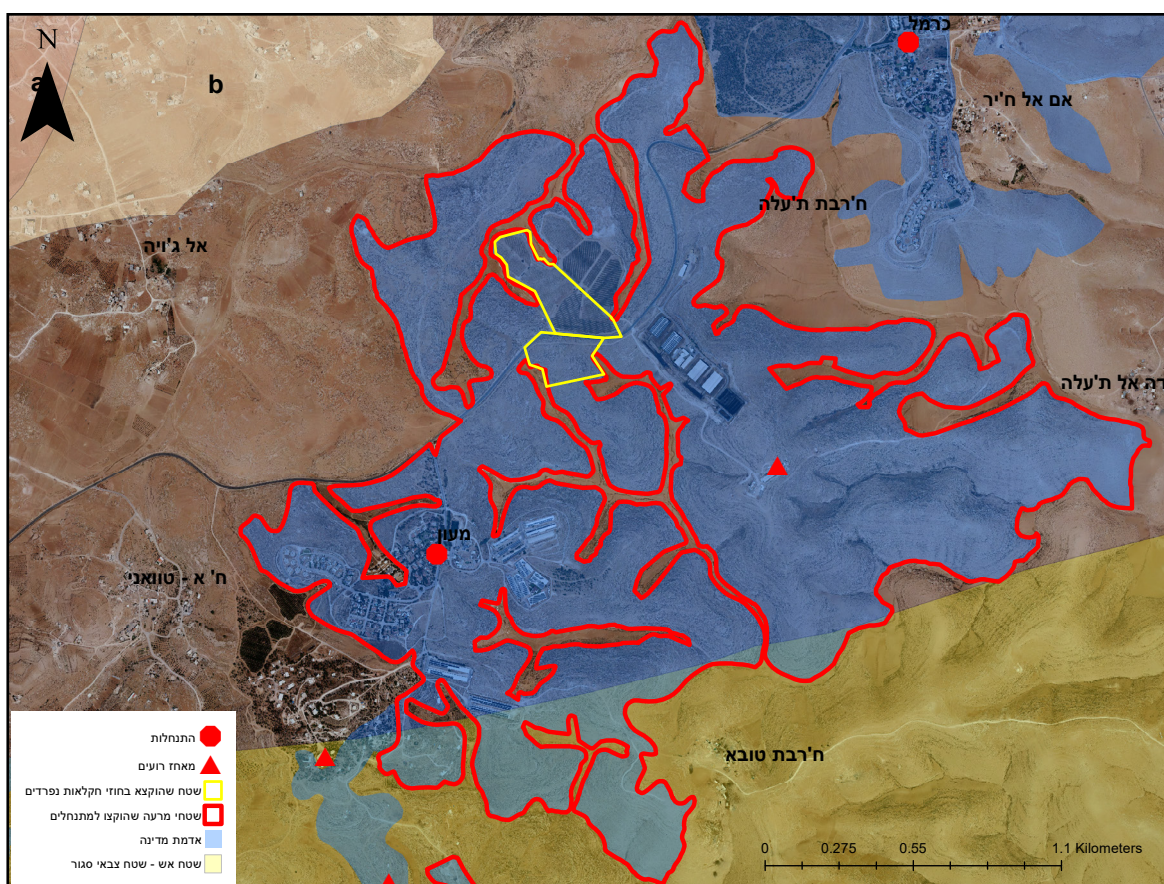 כרמל
N
a
b
אם אל ח'יר
ח'רבת ת'עלה
אל ג'ויה
דה אל ת'עלה
מעון
ח' א - טוואני
ח'רבת טובא
התנחלות
מאחז רועים
שטח שהוקצא בחוזי חקלאות נפרדים
שטחי מרעה שהוקצו למתנחלים
אדמת מדינה
שטח אש - שטח צבאי סגור
0 0.275 0.55 1.1 Kilometers